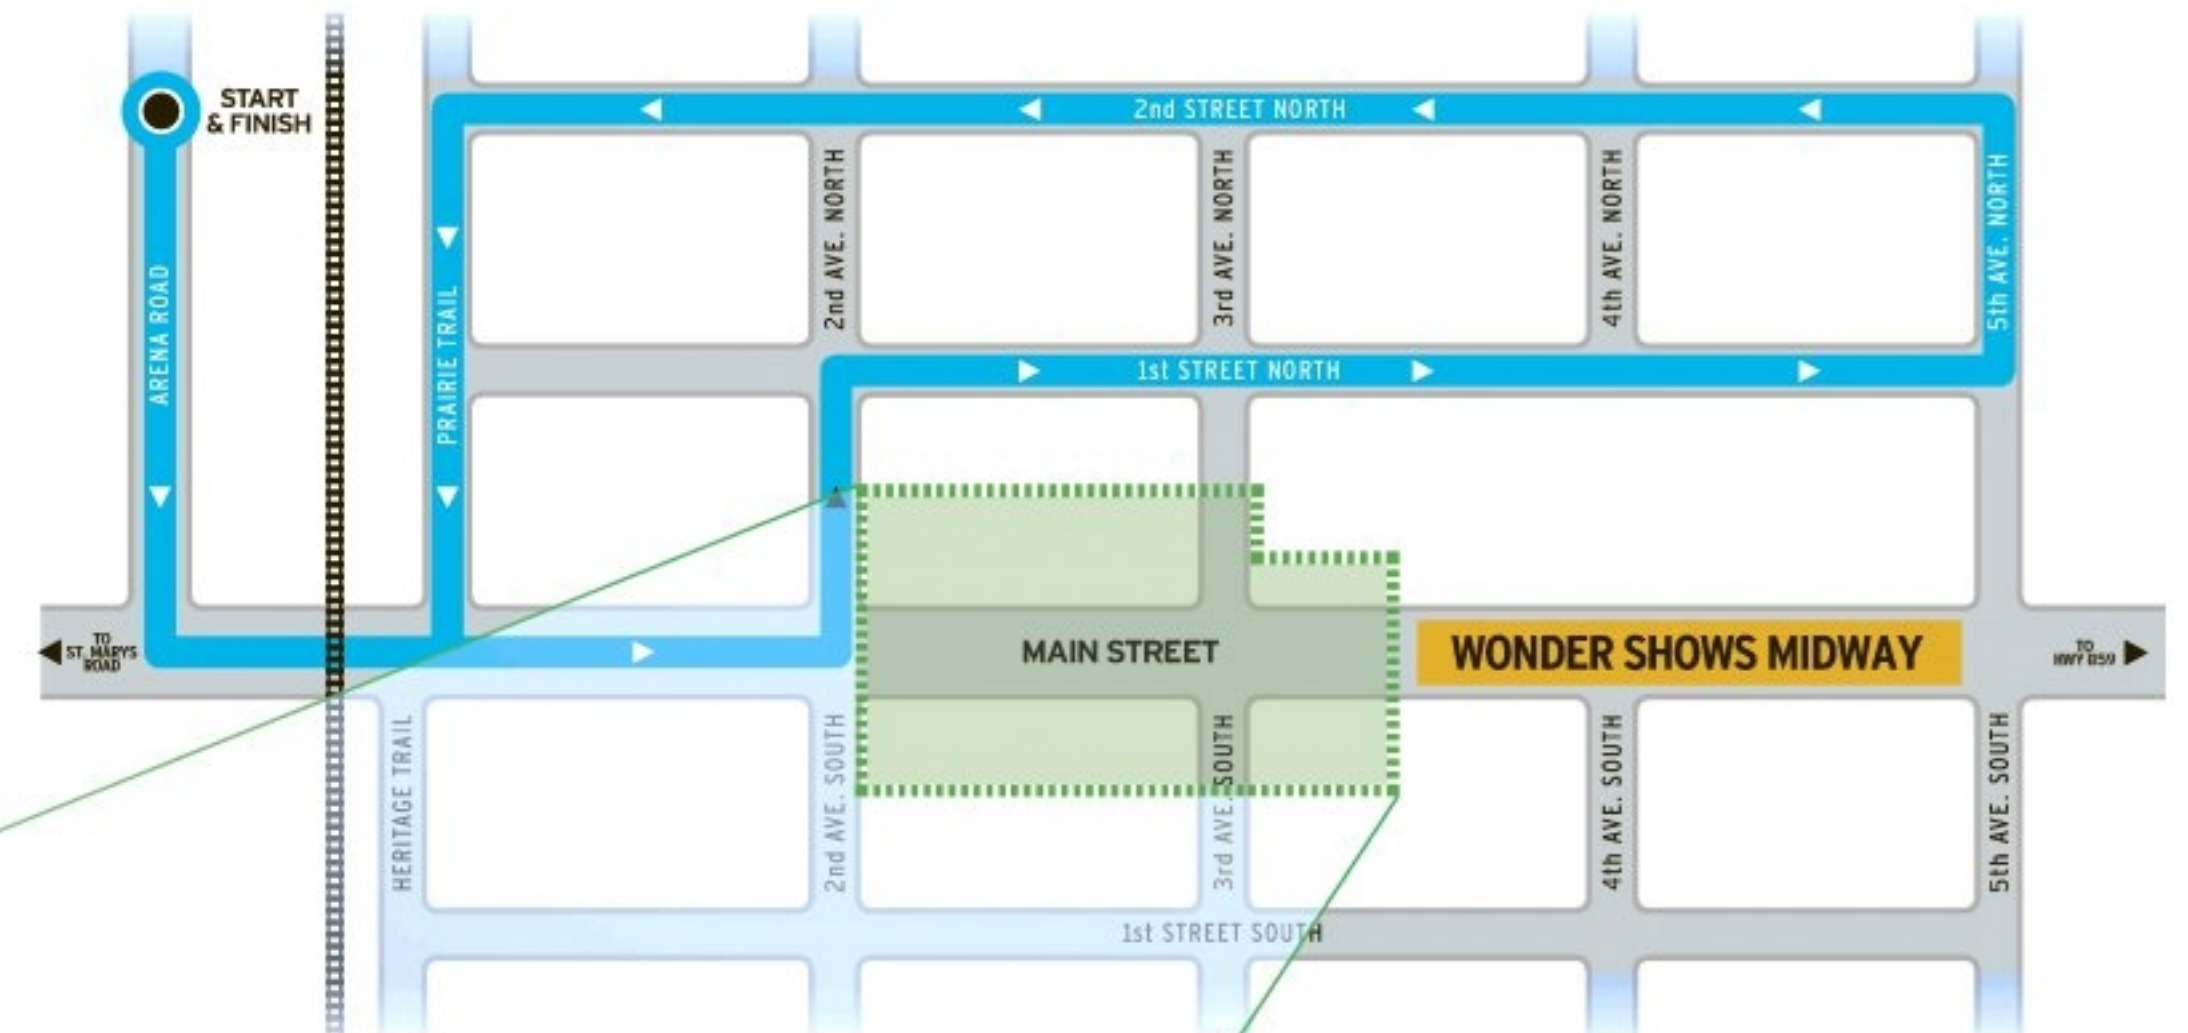 START
& FINISH
2nd STREET NORTH
ARENA ROAD
PRAIRIE TRAIL
2nd AVE. NORTH
3rd AVE. NORTH
4th AVE. NORTH
5th AVE. NORTH
1st STREET NORTH
TO
ST. MARYS
ROAD
MAIN STREET
WONDER SHOWS MIDWAY
TO
HERITAGE TRAIL
2nd AVE. SOUTH
3rd AVE. SOUTH
4th AVE. SOUTH
5th AVE. SOUTH
1st STREET SOUTH